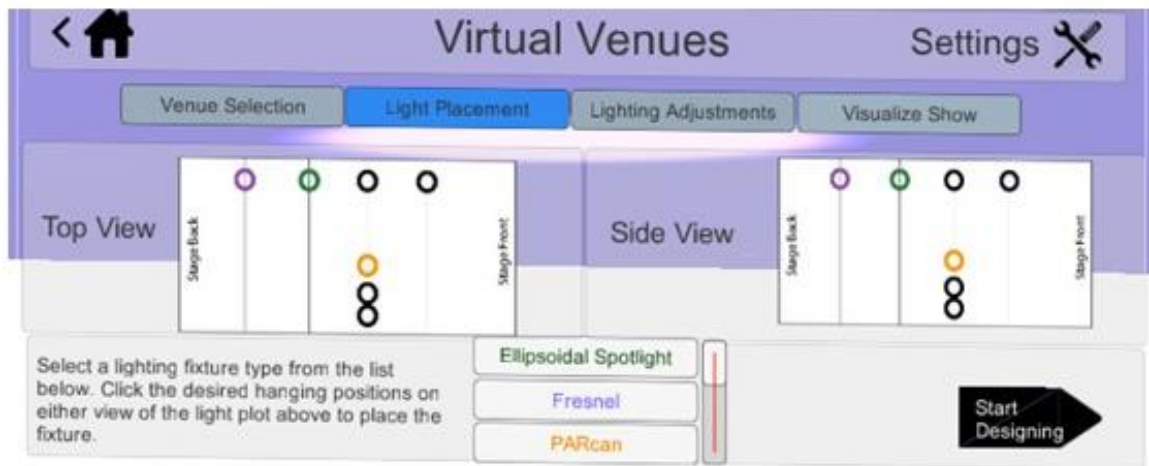 Virtual Venues
Settings
Venue Selection
Light Placement
Lighting Adjustments
Visualize Show
Top View
Stage Back
Stage Front
Side View
Stage Back
Stage Front
Select a lighting fixture type from the list
below. Click the desired hanging positions on
either view of the light plot above to place the
fixture.
Ellipsoidal Spotlight
Fresnel
PARcan
Start
Designing